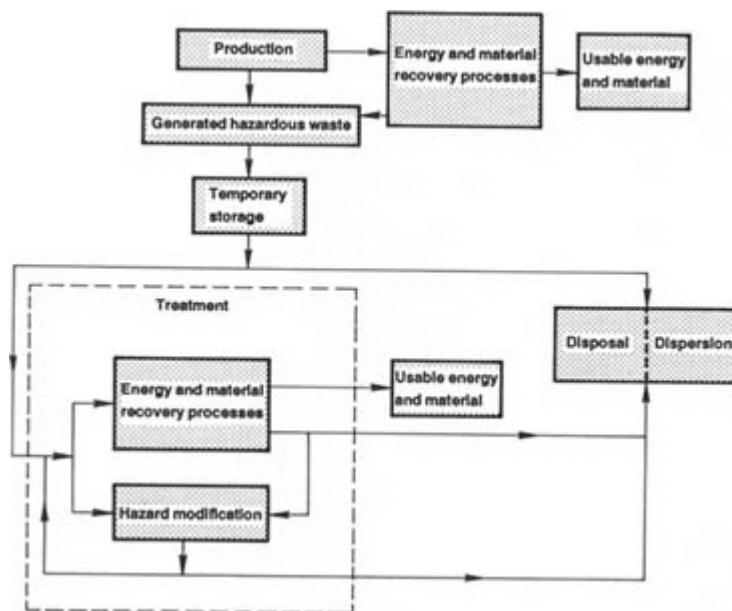 Production
Energy and material
recovery processes
Usable energy
and material
Generated hazardous waste
Temporary
storage
Treatment
Disposal
Dispersion
Energy and material
recovery processes
Usable energy
and material
Hazard modification